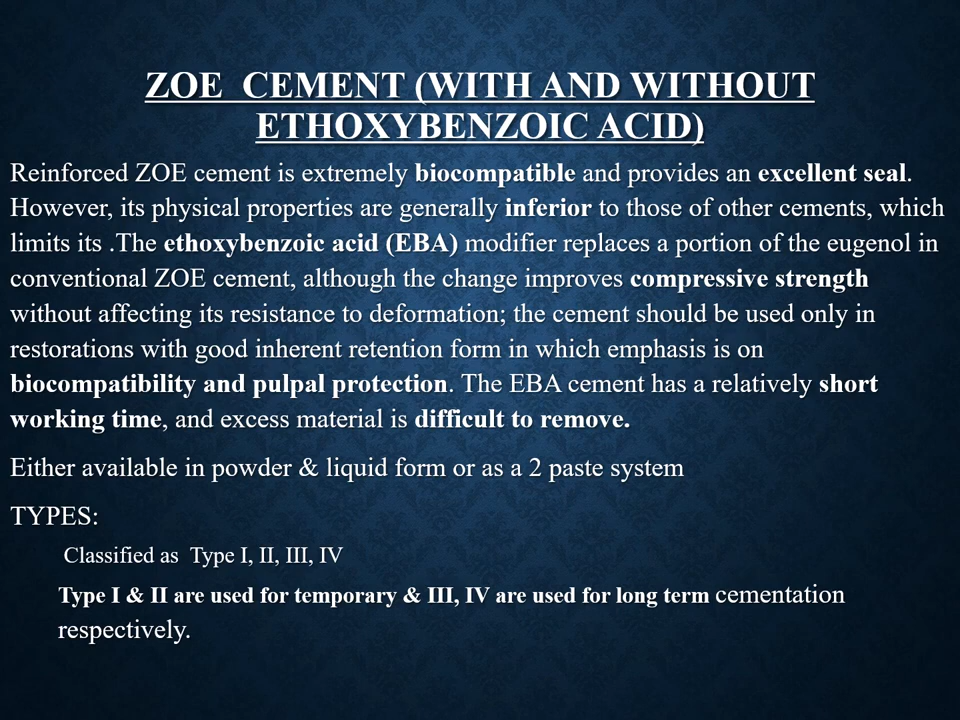 ZOE  CEMENT (WITH AND WITHOUT
ETHOXYBENZOIC ACID)
Reinforced ZOE cement is extremely biocompatible and provides an excellent seal.
However, its physical properties are generally inferior to those of other cements, which
limits its .The ethoxybenzoic acid (EBA) modifier replaces a portion of the eugenol in
conventional ZOE cement, although the change improves compressive strength
without affecting its resistance to deformation; the cement should be used only in
restorations with good inherent retention form in which emphasis is on
biocompatibility and pulpal protection. The EBA cement has a relatively short
working time, and excess material is difficult to remove.
Either available in powder & liquid form or as a 2 paste system
TYPES:
Classified as  Type I, II, III, IV
Type I & II are used for temporary & III, IV are used for long term cementation
respectively.